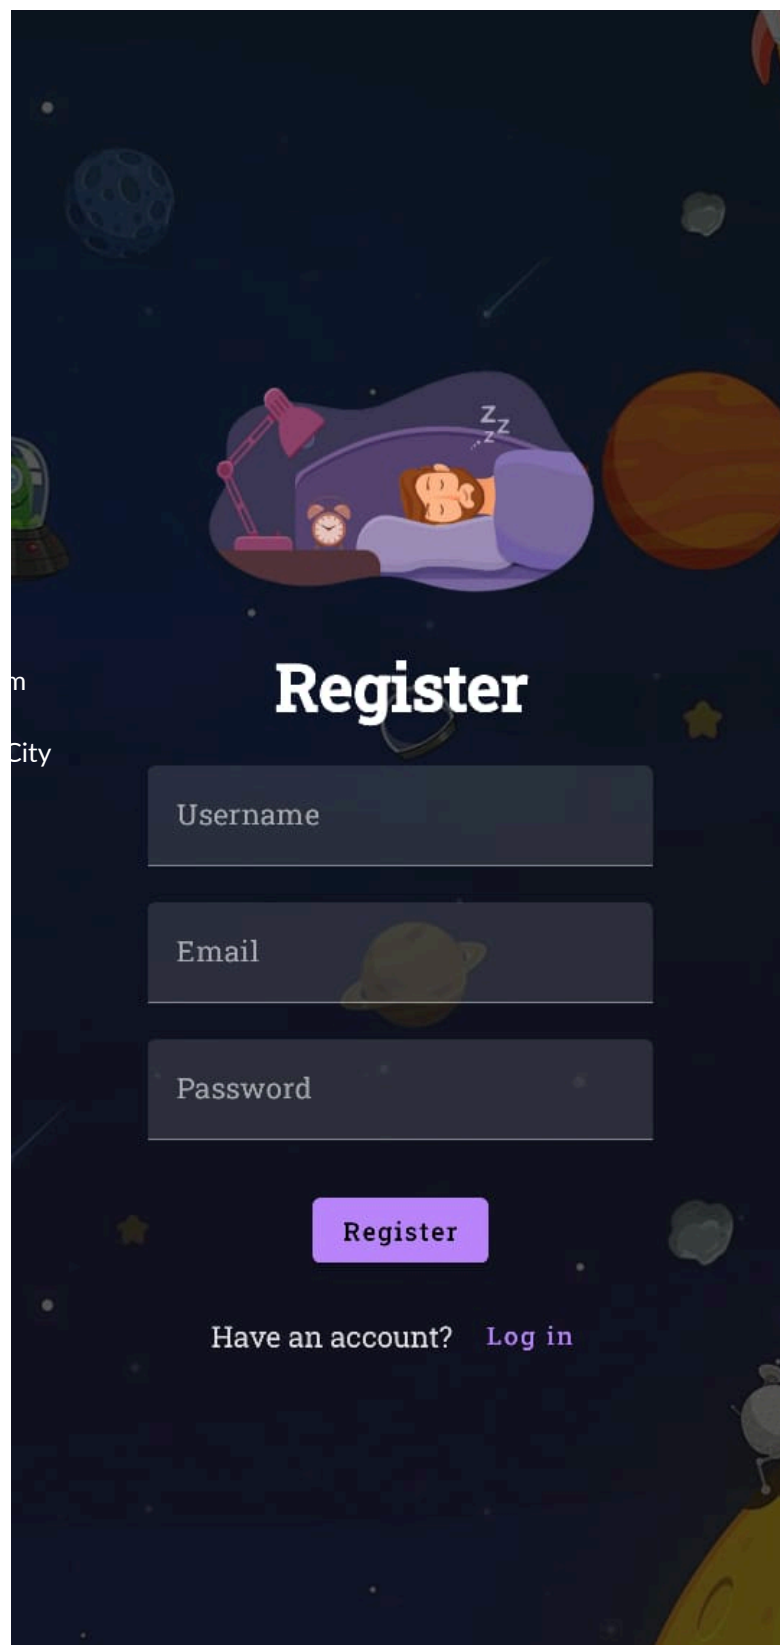 z
Z
z
Register
m
City
Username
Email
Password
Register
Have an account? Log in